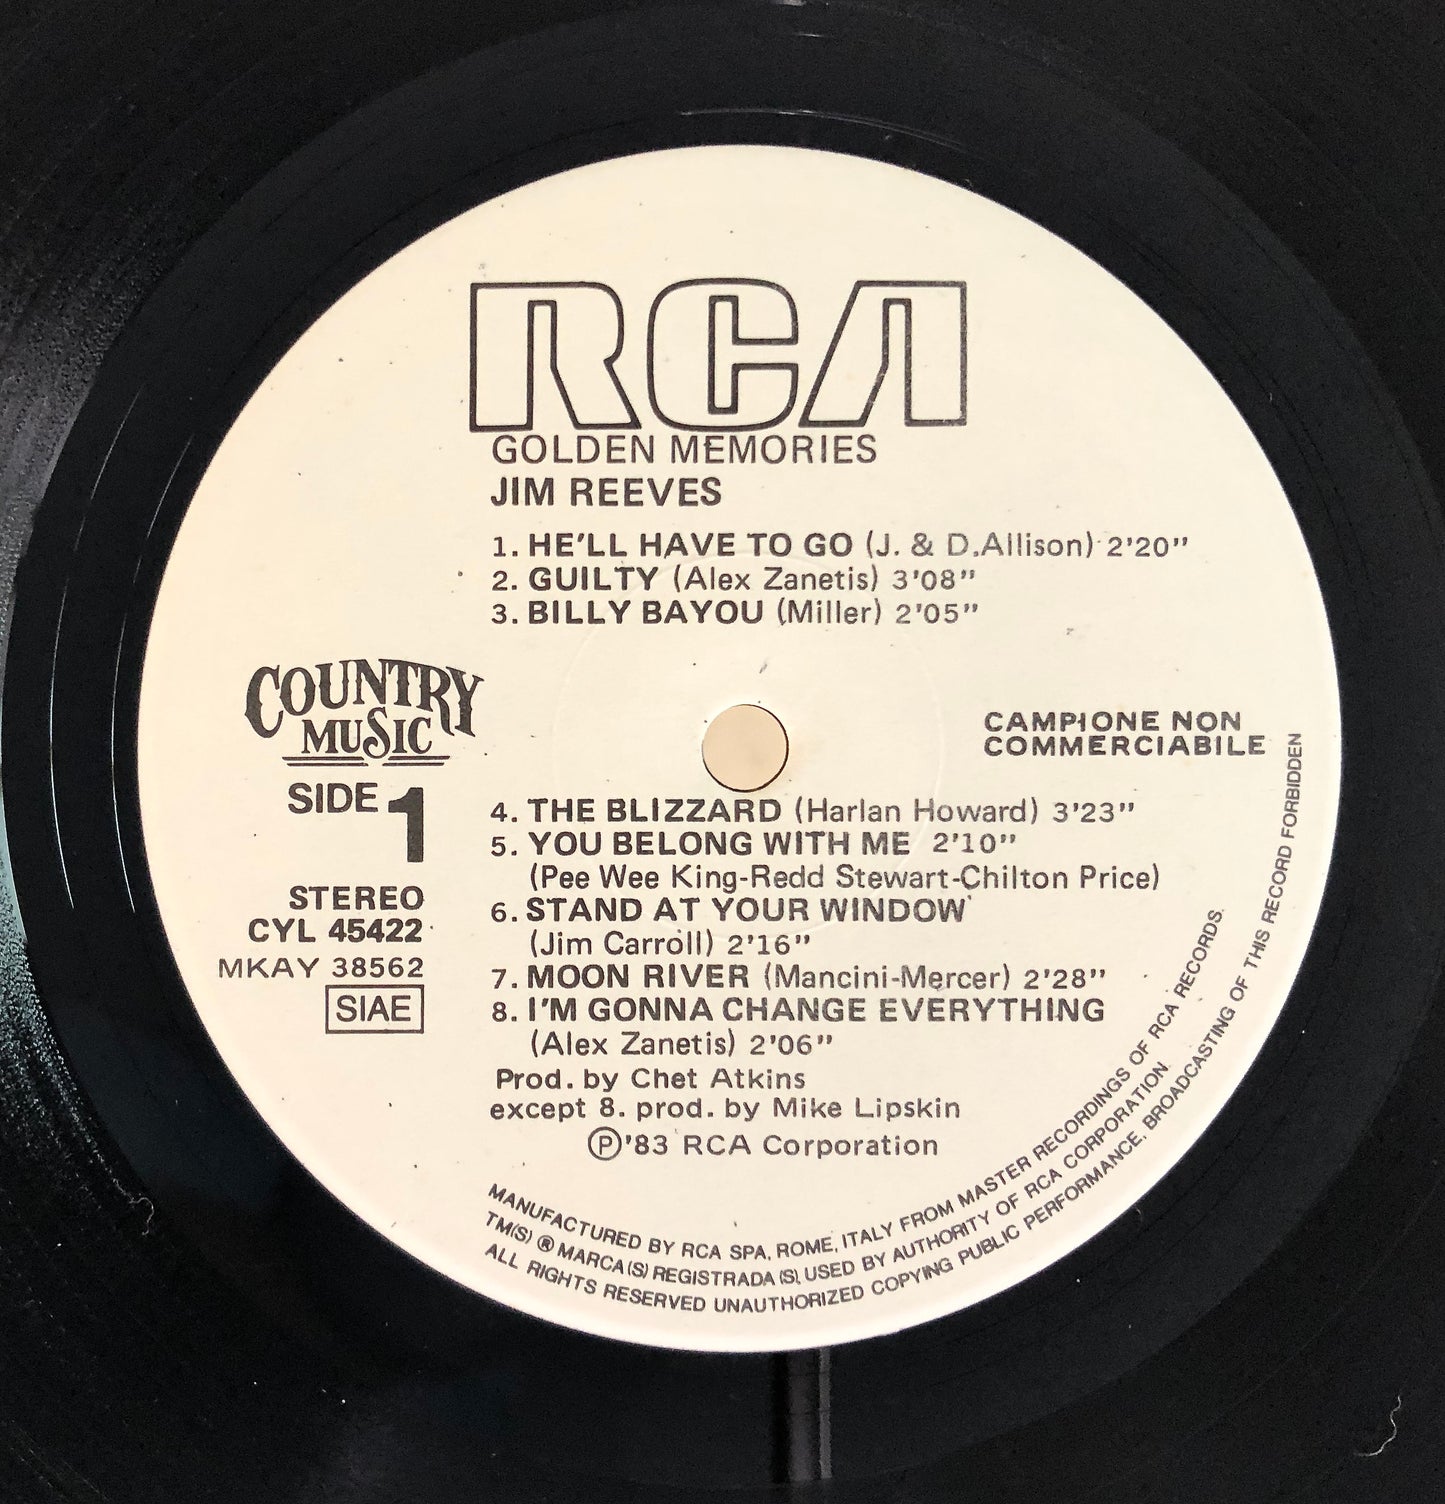 RCA
GOLDEN MEMORIES
JIM REEVES
1. HE'LL HAVE TO GO (J. & D.Allison) 2'20"
2. GUILTY (Alex Zanetis) 3'08"
3. BILLY BAYOU (Miller) 2'05"
COUNTRY
MUSIC
SIDE 1
STEREO
CYL 45422
MKAY 38562
SIAE
CAMPIONE NON
COMMERCIABILE
4. THE BLIZZARD (Harlan Howard) 3'23"
5. YOU BELONG WITH ME 2'10"
(Pee Wee King-Redd Stewart-Chilton Price)
6. STAND AT YOUR WINDOW
(Jim Carroll) 2'16"
7. MOON RIVER (Mancini-Mercer) 2'28"
8. I'M GONNA CHANGE EVERYTHING
(Alex Zanetis) 2'06"
Prod. by Chet Atkins
except 8. prod. by Mike Lipskin
Ⓟ'83 RCA Corporation
MANUFACTURED BY RCA SPA, ROME, ITALY FROM MASTER RECORDINGS OF RCA RECORDS.
TM(S) ® MARCA(S) REGISTRADA (S), USED BY AUTHORITY OF RCA CORPORATION
ALL RIGHTS RESERVED UNAUTHORIZED COPYING PUBLIC PERFORMANCE, BROADCASTING OF THIS RECORD FORBIDDEN